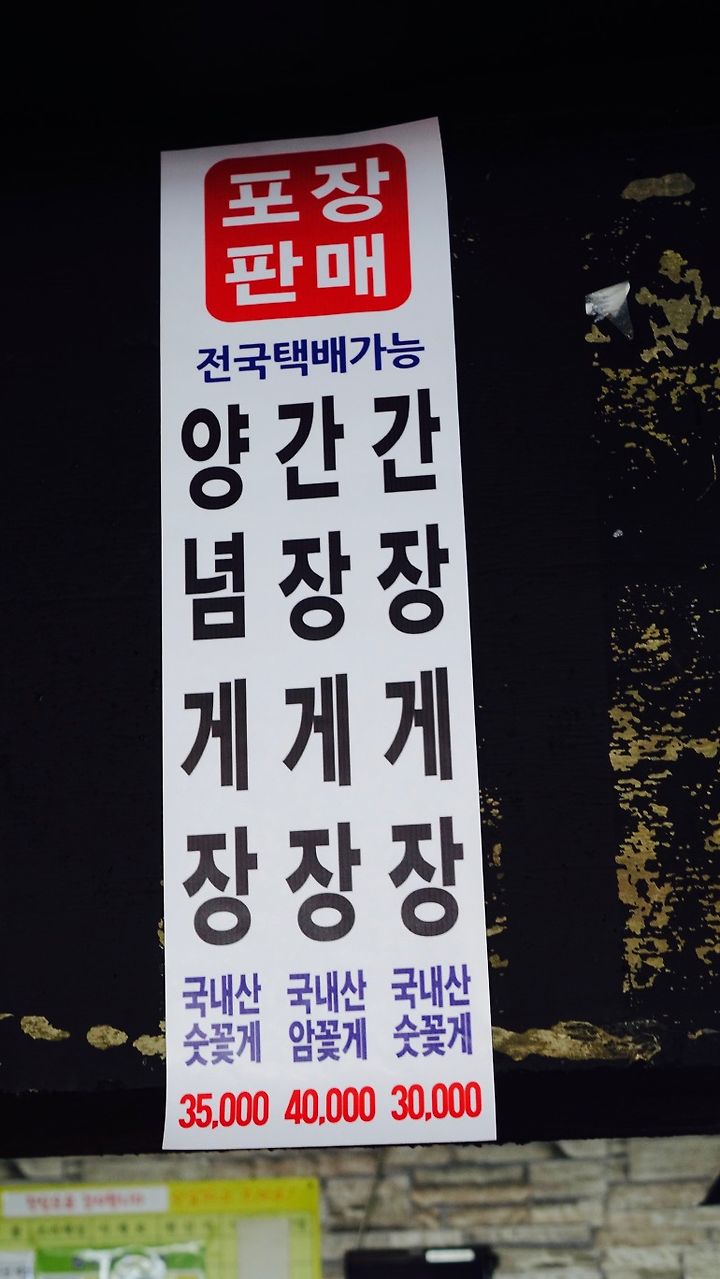 포장
판매
전국택배가능
양념게장
국내산
숫꽃게
35,000
간장게장
국내산
암꽃게
40,000
간장게장
국내산
숫꽃게
30,000